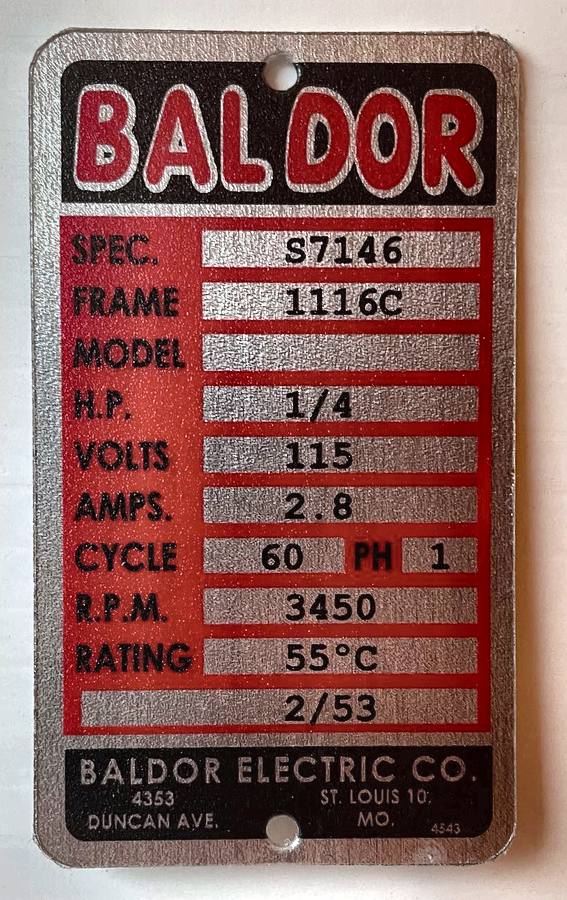 BALDOR
SPEC. S7146
FRAME 1116C
MODEL
H.P. 1/4
VOLTS 115
AMPS. 2.8
CYCLE 60 PH 1
R.P.M. 3450
RATING 55°C
2/53
BALDOR ELECTRIC CO.
4353 ST. LOUIS 10,
DUNCAN AVE. MO. 4543